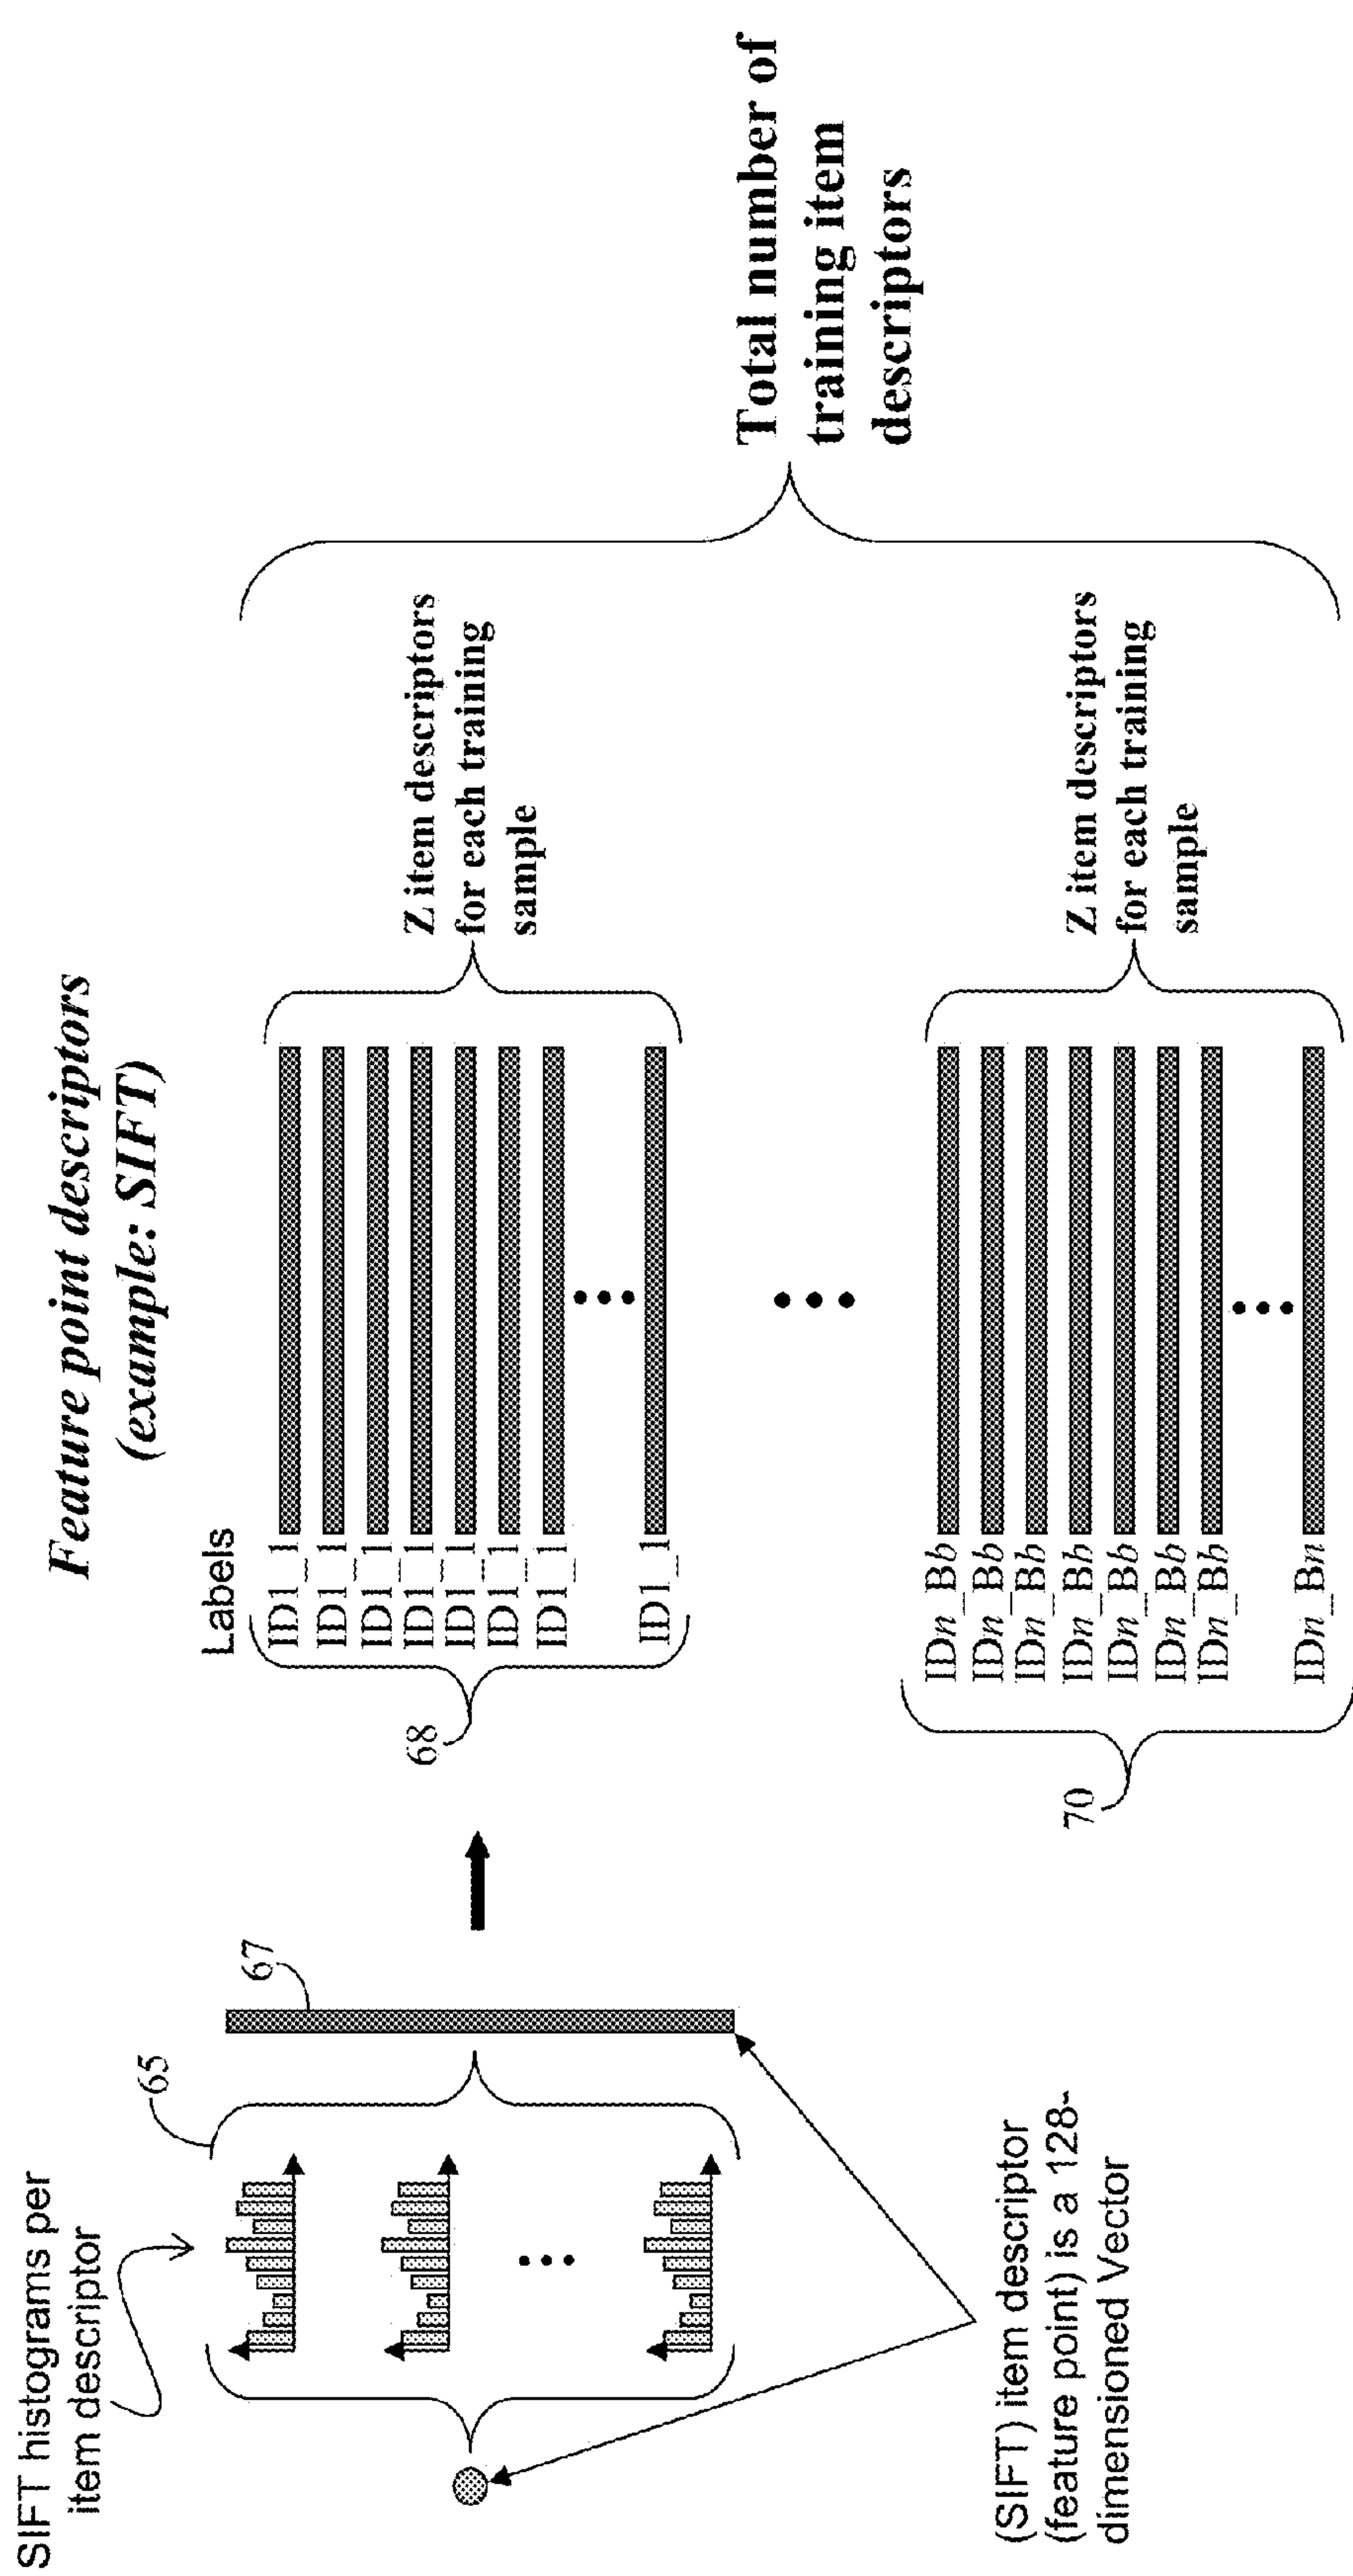 Feature point descriptors
(example: SIFT)
SIFT histograms per
item descriptor
65
67
(SIFT) item descriptor
(feature point) is a 128-
dimensioned Vector
Labels
68
ID1_1
ID1_1
ID1_1
ID1_1
ID1_1
ID1_1
ID1_1
ID1_1
Z item descriptors
for each training
sample
70
IDn_Bb
IDn_Bb
IDn_Bb
IDn_Bb
IDn_Bb
IDn_Bb
IDn_Bb
IDn_Bn
Z item descriptors
for each training
sample
Total number of
training item
descriptors